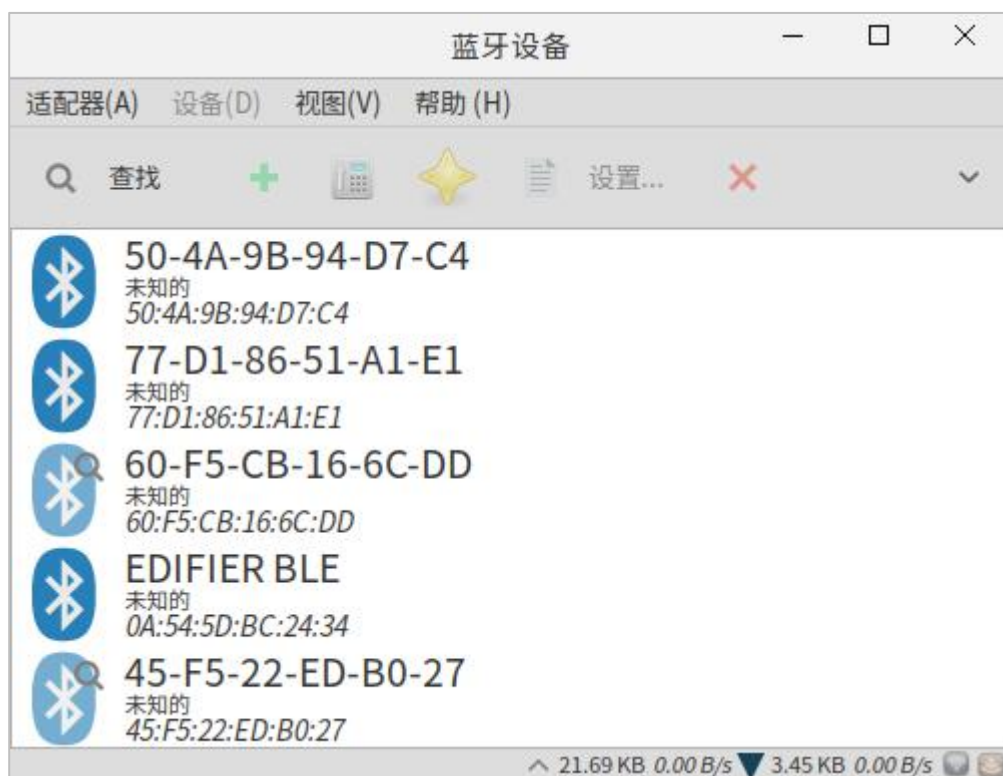 蓝牙设备
适配器(A) 设备(D) 视图(V) 帮助 (H)
查找 设置...
50-4A-9B-94-D7-C4
未知的
50:4A:9B:94:D7:C4
77-D1-86-51-A1-E1
未知的
77:D1:86:51:A1:E1
60-F5-CB-16-6C-DD
未知的
60:F5:CB:16:6C:DD
EDIFIER BLE
未知的
0A:54:5D:BC:24:34
45-F5-22-ED-B0-27
未知的
45:F5:22:ED:B0:27
21.69 KB 0.00 B/s 3.45 KB 0.00 B/s